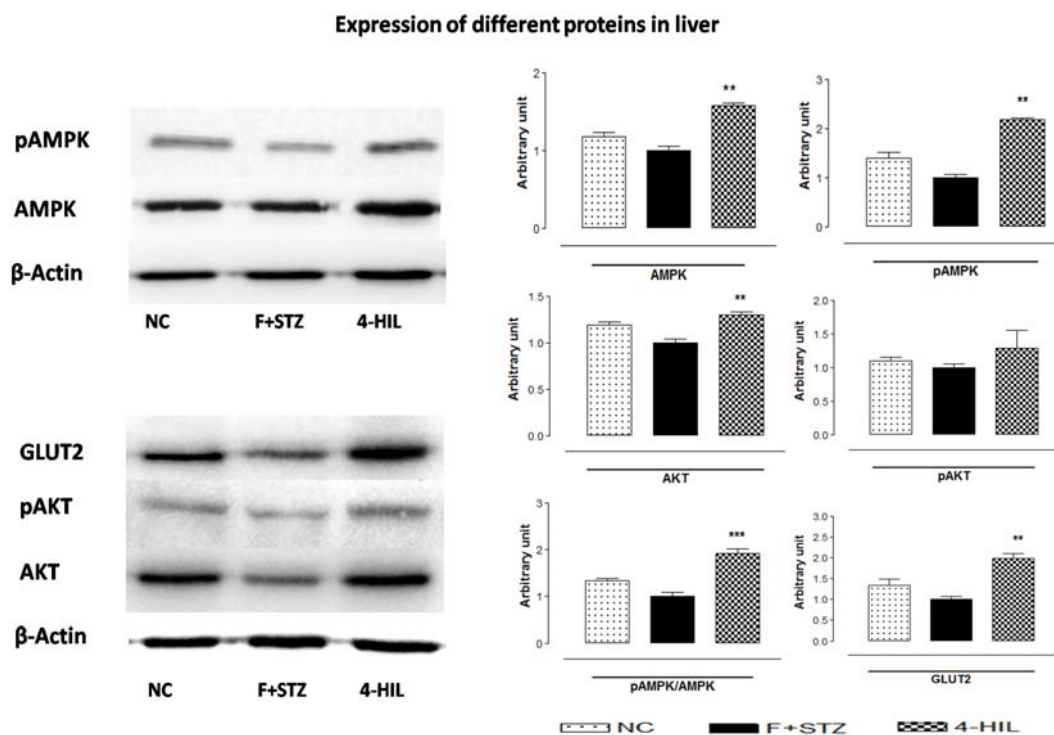 Expression of different proteins in liver
pAMPK
AMPK
β-Actin
NC F+STZ 4-HIL
GLUT2
pAKT
AKT
β-Actin
NC F+STZ 4-HIL
Arbitrary unit
2
1
0
**
AMPK
Arbitrary unit
3
2
1
0
**
pAMPK
Arbitrary unit
1.5
1.0
0.5
0.0
**
AKT
Arbitrary unit
2.0
1.5
1.0
0.5
0.0
pAKT
Arbitrary unit
3
2
1
0
***
pAMPK/AMPK
Arbitrary unit
2.5
2.0
1.5
1.0
0.5
0.0
**
GLUT2
NC F+STZ 4-HIL